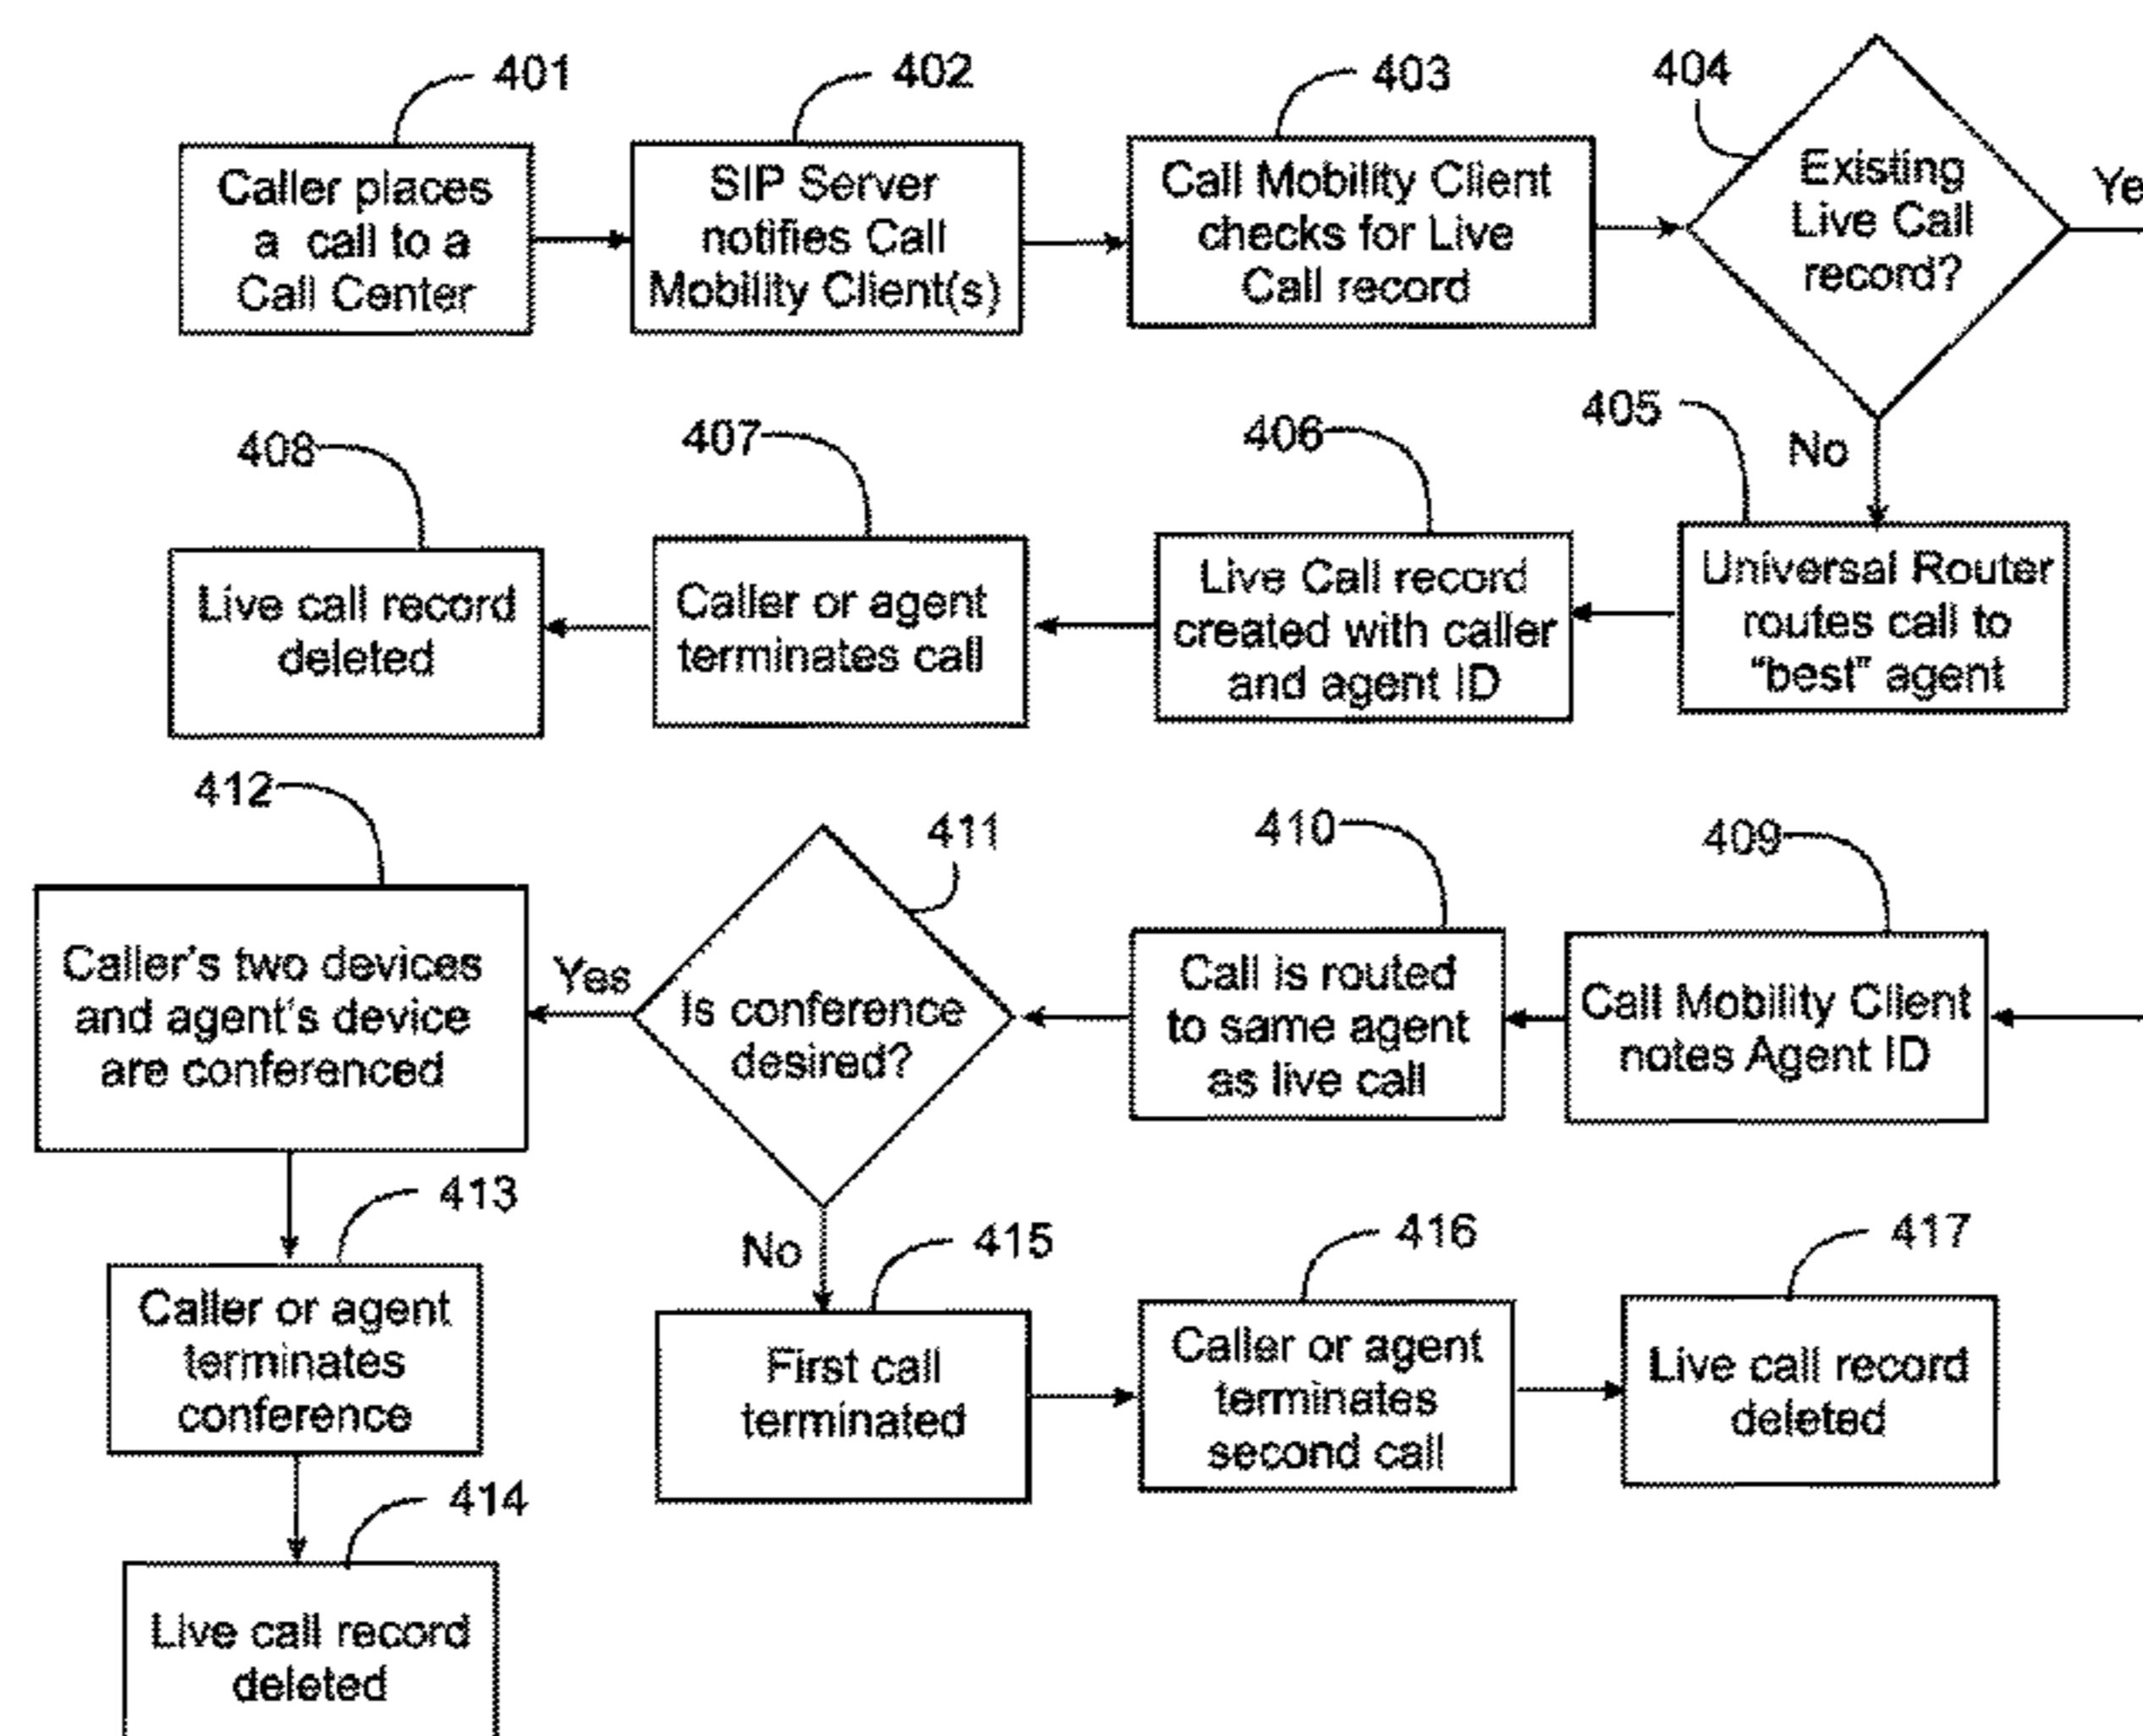 401
Caller places
a call to a
Call Center
402
SIP Server
notifies Call
Mobility Client(s)
403
Call Mobility Client
checks for Live
Call record
404
Existing
Live Call
record?
Ye
No
405
Universal Router
routes call to
“best” agent
406
Live Call record
created with caller
and agent ID
407
Caller or agent
terminates call
408
Live call record
deleted
409
Call Mobility Client
notes Agent ID
410
Call is routed
to same agent
as live call
411
Is conference
desired?
Yes
No
412
Caller's two devices
and agent's device
are conferenced
413
Caller or agent
terminates
conference
414
Live call record
deleted
415
First call
terminated
416
Caller or agent
terminates
second call
417
Live call record
deleted